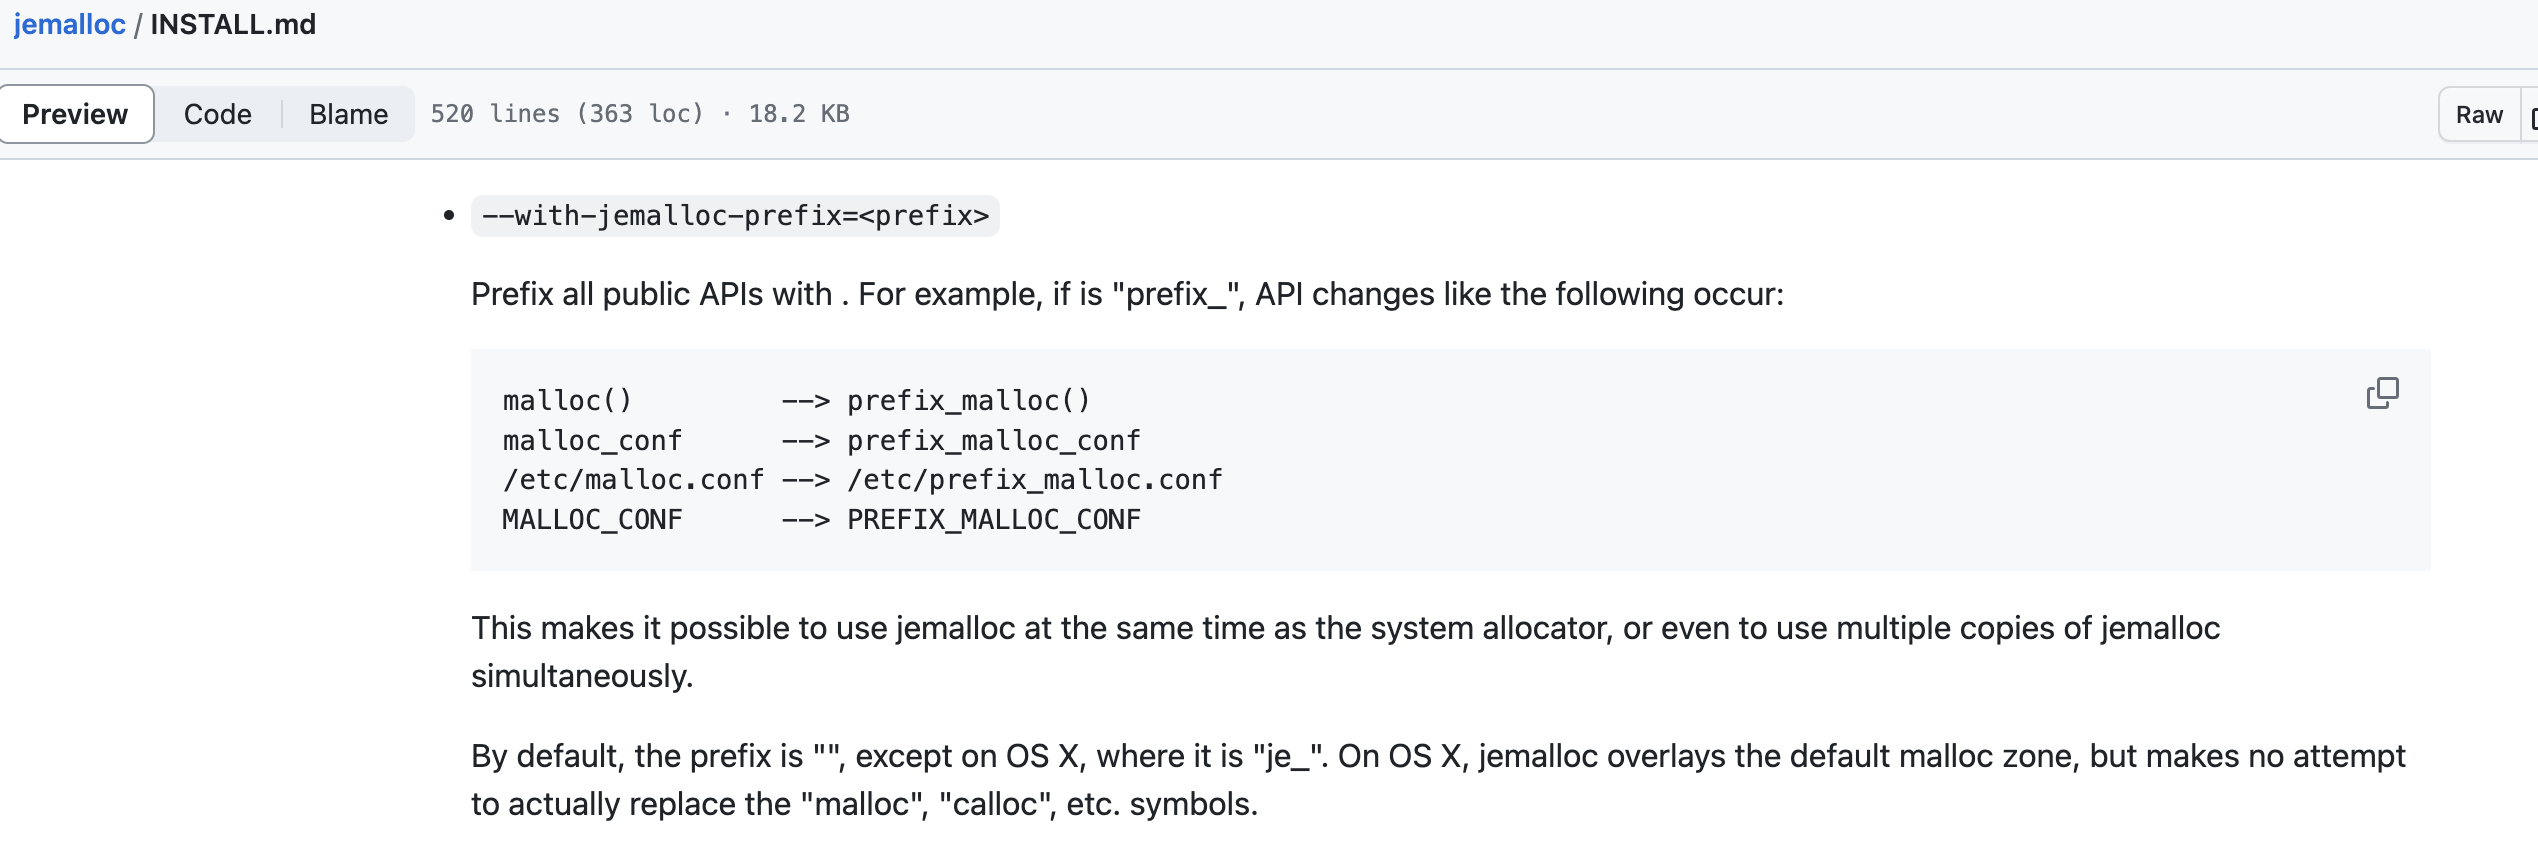 jemalloc / INSTALL.md
Preview Code Blame 520 lines (363 loc) · 18.2 KB Raw
• --with-jemalloc-prefix=<prefix>
Prefix all public APIs with . For example, if is "prefix_", API changes like the following occur:
malloc()         --> prefix_malloc()
malloc_conf      --> prefix_malloc_conf
/etc/malloc.conf --> /etc/prefix_malloc.conf
MALLOC_CONF      --> PREFIX_MALLOC_CONF
This makes it possible to use jemalloc at the same time as the system allocator, or even to use multiple copies of jemalloc
simultaneously.
By default, the prefix is "", except on OS X, where it is "je_". On OS X, jemalloc overlays the default malloc zone, but makes no attempt
to actually replace the "malloc", "calloc", etc. symbols.